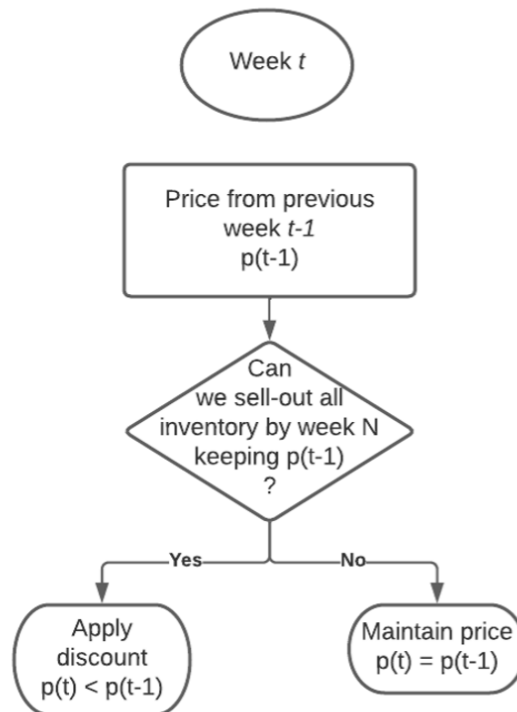 Week t
Price from previous
week t-1
p(t-1)
Can
we sell-out all
inventory by week N
keeping p(t-1)
?
Yes
No
Apply
discount
p(t) < p(t-1)
Maintain price
p(t) = p(t-1)